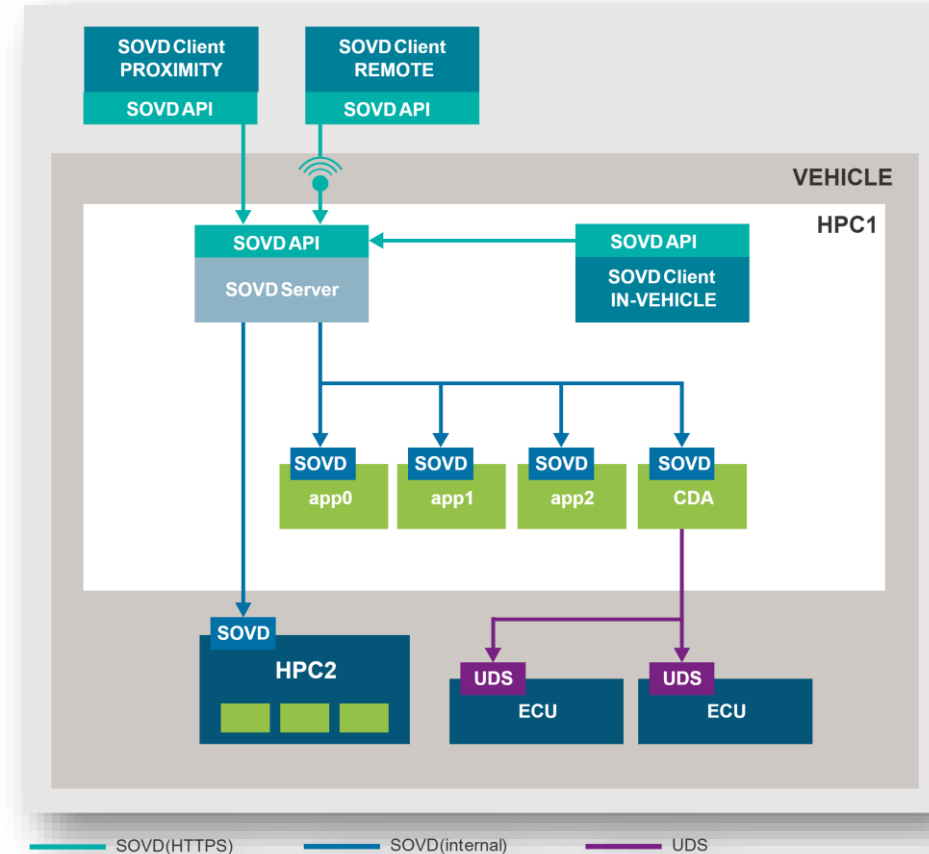 SOVD Client
PROXIMITY
SOVD API
SOVD Client
REMOTE
SOVD API
VEHICLE
HPC1
SOVD API
SOVD Server
SOVD API
SOVD Client
IN-VEHICLE
SOVD
app0
SOVD
app1
SOVD
app2
SOVD
CDA
SOVD
HPC2
UDS
ECU
UDS
ECU
SOVD(HTTPS)
SOVD(internal)
UDS